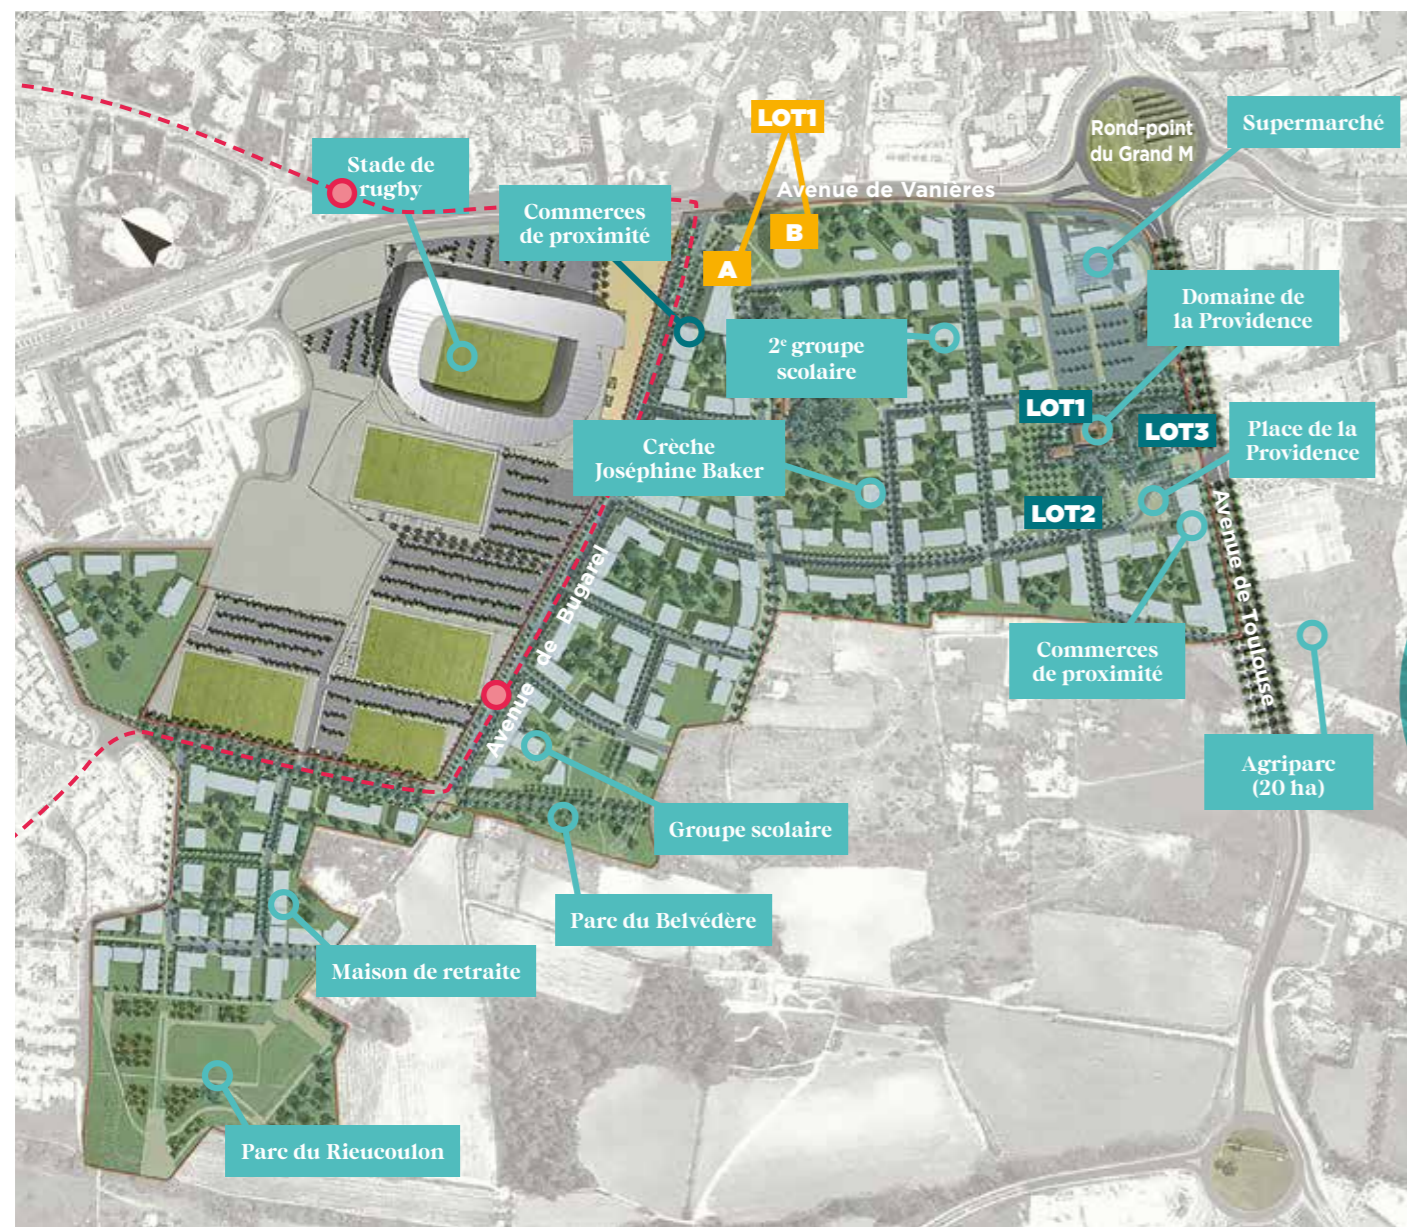 LOT1
Rond-point
du Grand M
Supermarché
Stade de
rugby
Commerces
de proximité
Avenue de Vanières
B
A
Domaine de
la Providence
2e groupe
scolaire
LOT1
LOT3
Place de la
Providence
Crèche
Joséphine Baker
LOT2
Avenue de Toulouse
Avenue de Bugarel
Commerces
de proximité
Agriparc
(20 ha)
Groupe scolaire
Parc du Belvédère
Maison de retraite
Parc du Rieucoulon